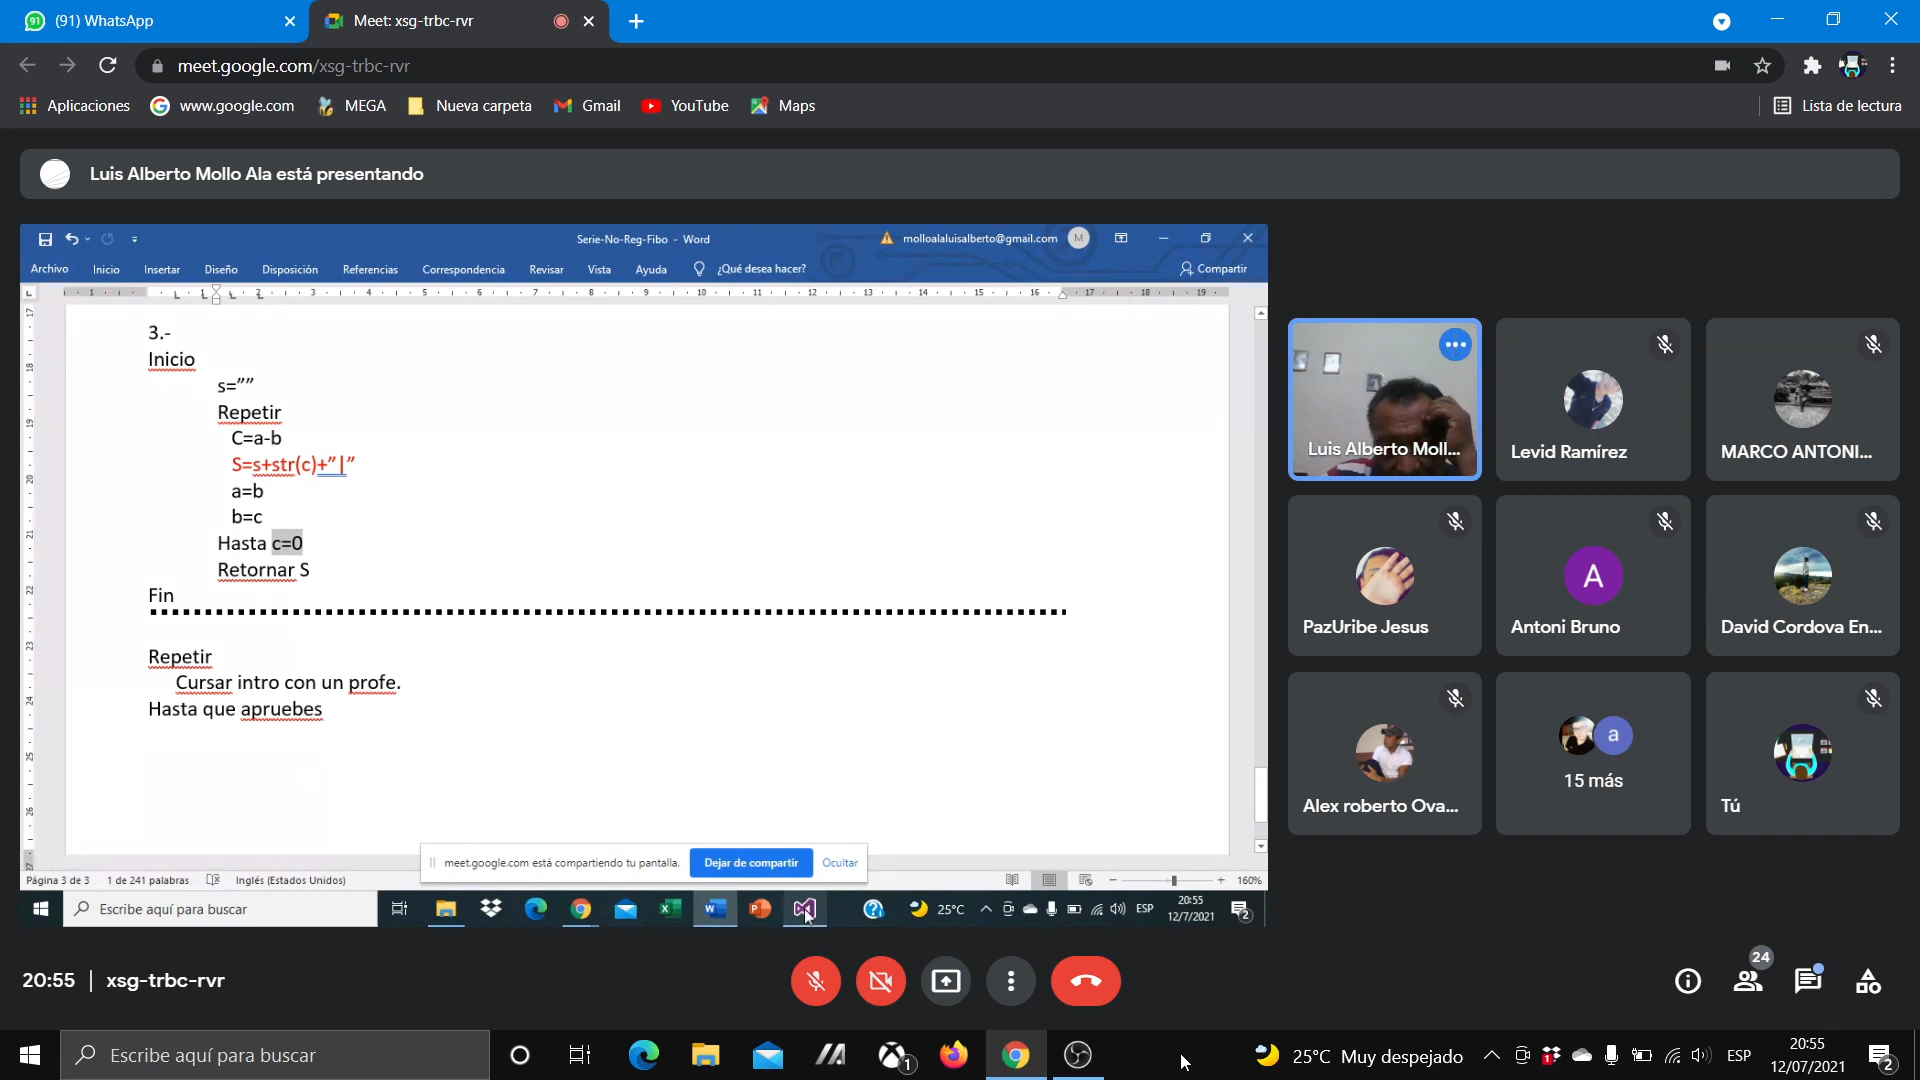 (91) WhatsApp
Meet: xsg-trbc-rvr
meet.google.com/xsg-trbc-rvr
Aplicaciones www.google.com MEGA Nueva carpeta Gmail YouTube Maps Lista de lectura
Luis Alberto Mollo Ala está presentando
Serie-No-Reg-Fibo - Word molloalaluisalberto@gmail.com M
Archivo Inicio Insertar Diseño Disposición Referencias Correspondencia Revisar Vista Ayuda ¿Qué desea hacer? Compartir
3.-
Inicio
s=””
Repetir
C=a-b
S=s+str(c)+”|”
a=b
b=c
Hasta c=0
Retornar S
Fin
Repetir
Cursar intro con un profe.
Hasta que apruebes
meet.google.com está compartiendo tu pantalla. Dejar de compartir Ocultar
Página 3 de 3 1 de 241 palabras Inglés (Estados Unidos) 160%
Escribe aquí para buscar 25°C ESP 20:55 12/7/2021 2
Luis Alberto Moll...
Levid Ramírez
MARCO ANTONI...
PazUribe Jesus
A
Antoni Bruno
David Cordova En...
Alex roberto Ova...
a
15 más
Tú
20:55 | xsg-trbc-rvr
24
Escribe aquí para buscar 1 25°C Muy despejado 1 ESP 20:55
12/07/2021 2